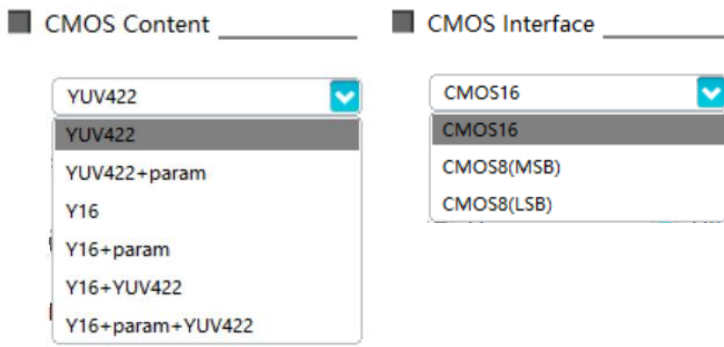 CMOS Content
YUV422
YUV422
YUV422+param
Y16
Y16+param
Y16+YUV422
Y16+param+YUV422
CMOS Interface
CMOS16
CMOS16
CMOS8(MSB)
CMOS8(LSB)